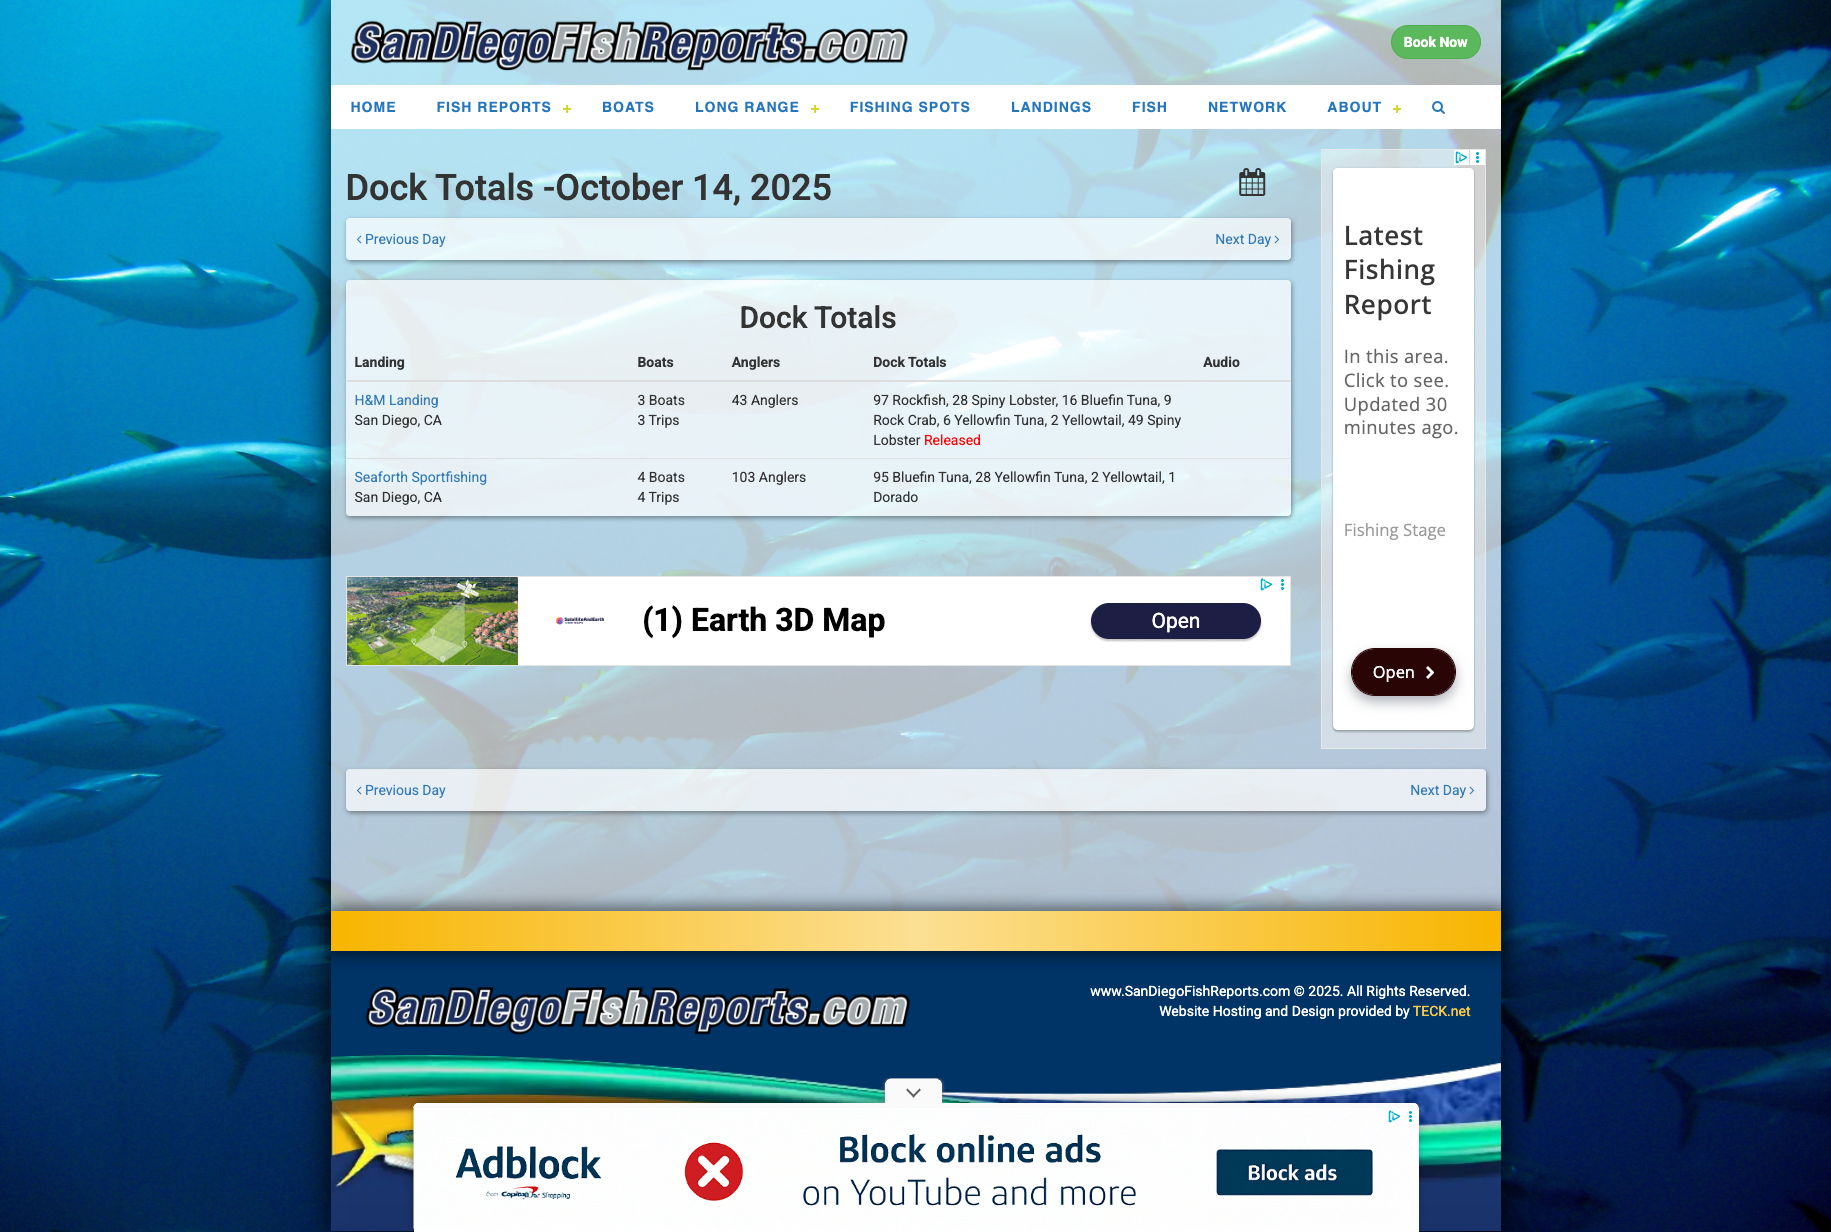 SanDiegoFishReports.com
Book Now
HOME FISH REPORTS + BOATS LONG RANGE + FISHING SPOTS LANDINGS FISH NETWORK ABOUT +
Dock Totals -October 14, 2025
‹ Previous Day Next Day ›
Dock Totals
Landing Boats Anglers Dock Totals Audio
H&M Landing 3 Boats 43 Anglers 97 Rockfish, 28 Spiny Lobster, 16 Bluefin Tuna, 9
San Diego, CA 3 Trips Rock Crab, 6 Yellowfin Tuna, 2 Yellowtail, 49 Spiny
Lobster Released
Seaforth Sportfishing 4 Boats 103 Anglers 95 Bluefin Tuna, 28 Yellowfin Tuna, 2 Yellowtail, 1
San Diego, CA 4 Trips Dorado
Latest
Fishing
Report
In this area.
Click to see.
Updated 30
minutes ago.
Fishing Stage
Open
SatelliteAndEarth
(1) Earth 3D Map
Open
‹ Previous Day Next Day ›
SanDiegoFishReports.com
www.SanDiegoFishReports.com © 2025. All Rights Reserved.
Website Hosting and Design provided by TECK.net
Adblock
from Capital One Shopping
Block online ads
on YouTube and more
Block ads